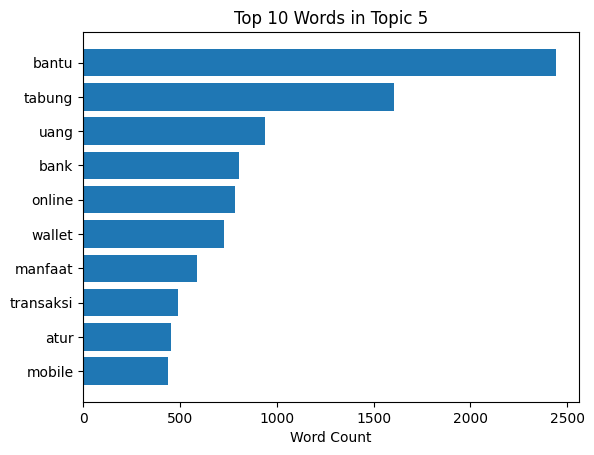 Top 10 Words in Topic 5
bantu
tabung
uang
bank
online
wallet
manfaat
transaksi
atur
mobile
0 500 1000 1500 2000 2500
Word Count